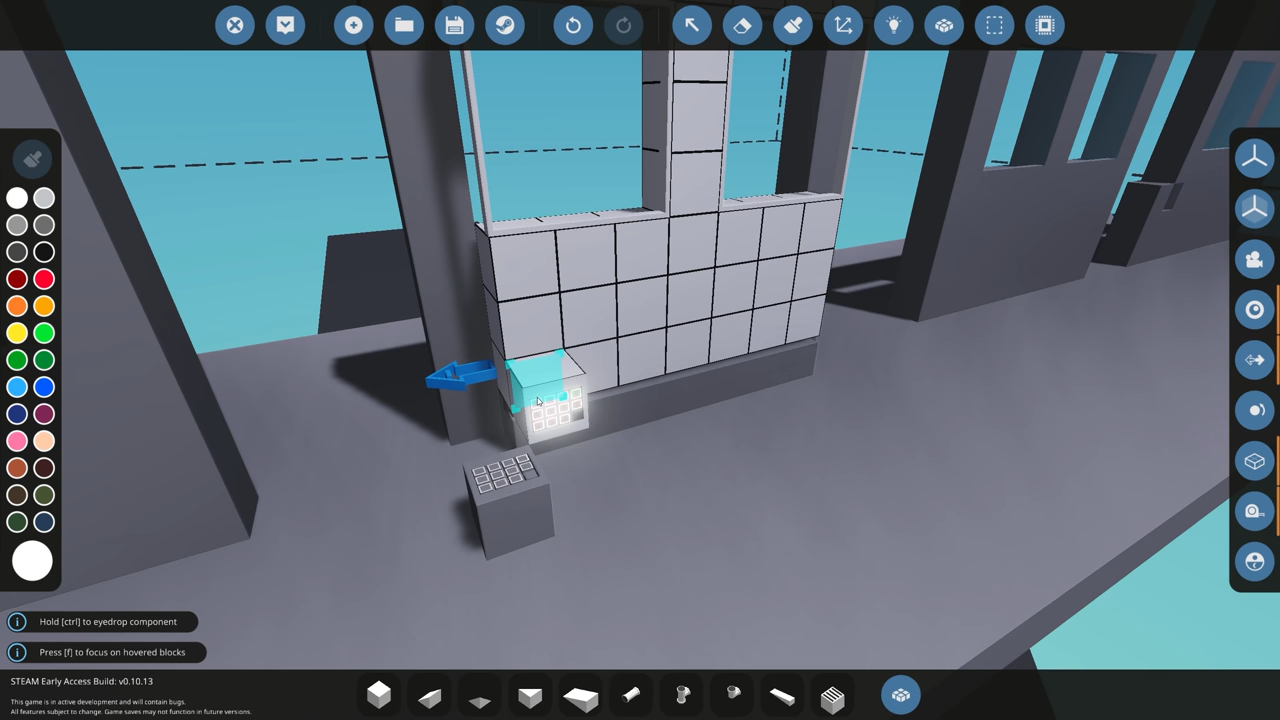 Hold [ctrl] to eyedrop component
Press [f] to focus on hovered blocks
STEAM Early Access Build: v0.10.13
This game is in active development and will contain bugs.
All features subject to change. Game saves may not function in future versions.